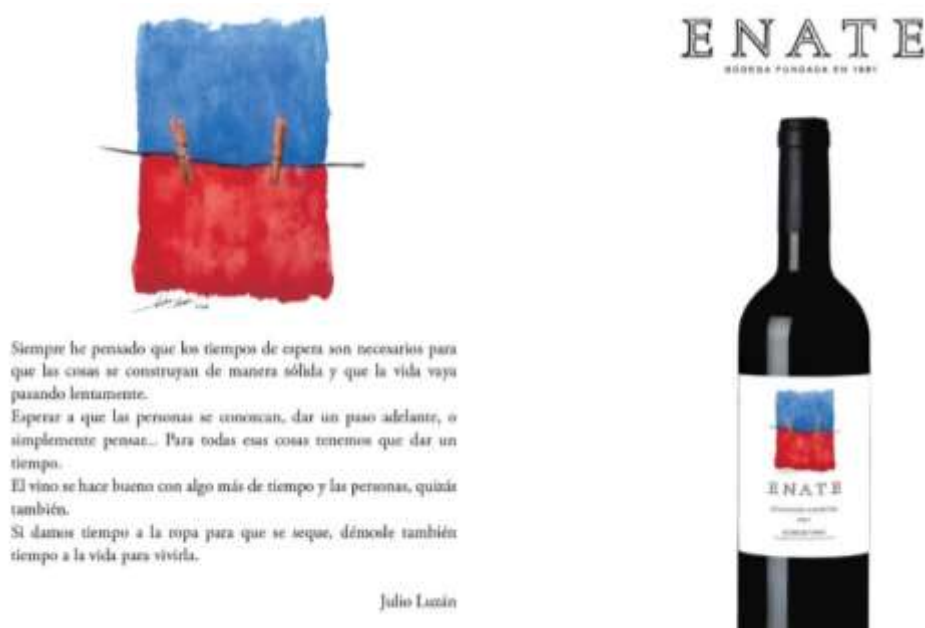 Siempre he pensado que los tiempos de espera son necesarios para
que las cosas se construyan de manera sólida y que la vida vaya
pasando lentamente.
Esperar a que las personas se conozcan, dar un paso adelante, o
simplemente pensar... Para todas esas cosas tenemos que dar un
tiempo.
El vino se hace bueno con algo más de tiempo y las personas, quizás
también.
Si damos tiempo a la ropa para que se seque, démosle también
tiempo a la vida para vivirla.
Julio Luzán
ENATE
BODEGA FUNDADA EN 1991
ENATE